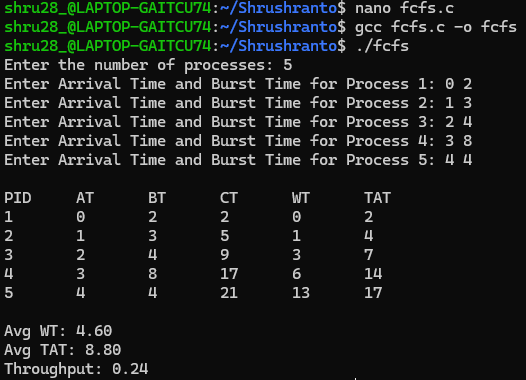 shru28_@LAPTOP-GAITCU74:~/Shrushranto$ nano fcfs.c
shru28_@LAPTOP-GAITCU74:~/Shrushranto$ gcc fcfs.c -o fcfs
shru28_@LAPTOP-GAITCU74:~/Shrushranto$ ./fcfs
Enter the number of processes: 5
Enter Arrival Time and Burst Time for Process 1: 0 2
Enter Arrival Time and Burst Time for Process 2: 1 3
Enter Arrival Time and Burst Time for Process 3: 2 4
Enter Arrival Time and Burst Time for Process 4: 3 8
Enter Arrival Time and Burst Time for Process 5: 4 4
PID AT BT CT WT TAT
1 0 2 2 0 2
2 1 3 5 1 4
3 2 4 9 3 7
4 3 8 17 6 14
5 4 4 21 13 17
Avg WT: 4.60
Avg TAT: 8.80
Throughput: 0.24